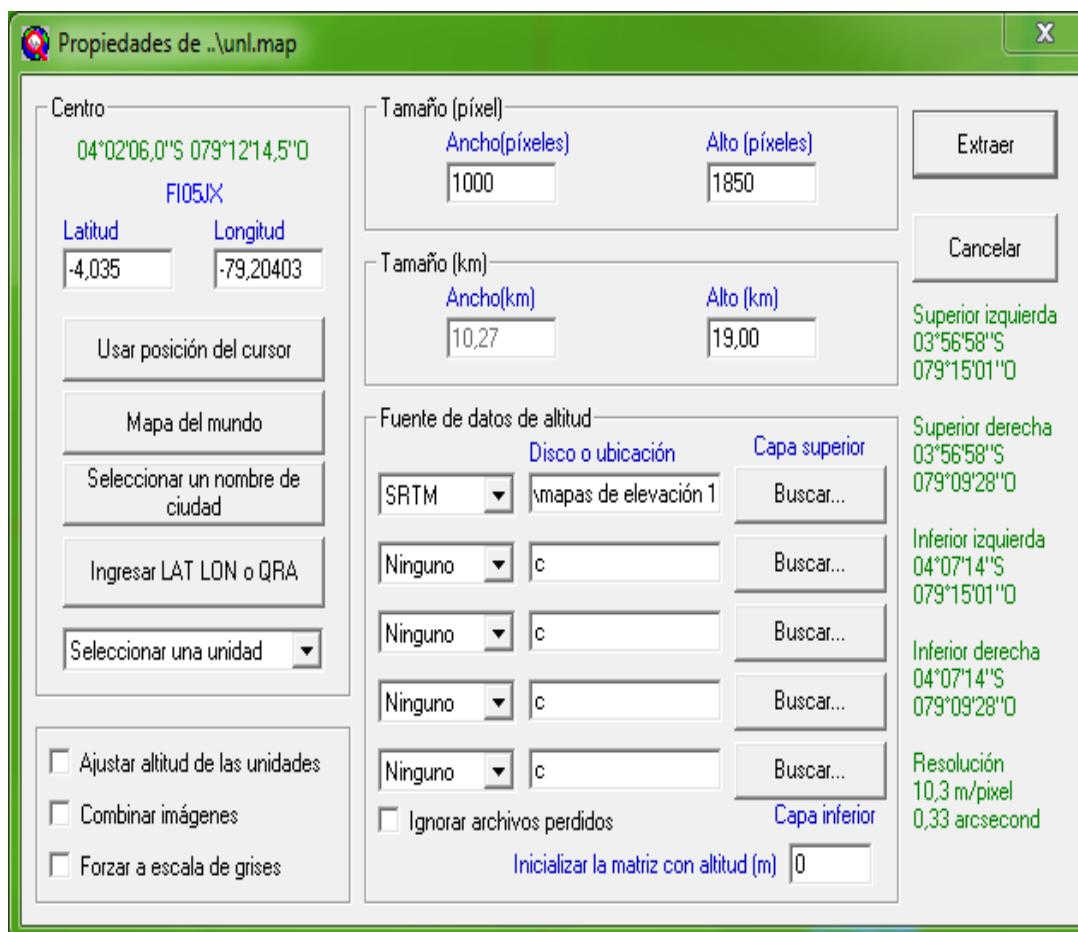 Propiedades de ..\unl.map
X
Centro
04°02'06,0''S 079°12'14,5''O
FI05JX
Latitud
Longitud
-4,035
-79,20403
Usar posición del cursor
Mapa del mundo
Seleccionar un nombre de
ciudad
Ingresar LAT LON o QRA
Seleccionar una unidad
Ajustar altitud de las unidades
Combinar imágenes
Forzar a escala de grises
Tamaño (píxel)
Ancho(píxeles)
Alto (píxeles)
1000
1850
Tamaño (km)
Ancho(km)
Alto (km)
10,27
19,00
Fuente de datos de altitud
Disco o ubicación
Capa superior
SRTM
\mapas de elevación 1
Buscar...
Ninguno
c
Buscar...
Ninguno
c
Buscar...
Ninguno
c
Buscar...
Ninguno
c
Buscar...
Ignorar archivos perdidos
Capa inferior
Inicializar la matriz con altitud (m)
0
Extraer
Cancelar
Superior izquierda
03°56'58''S
079°15'01''O
Superior derecha
03°56'58''S
079°09'28''O
Inferior izquierda
04°07'14''S
079°15'01''O
Inferior derecha
04°07'14''S
079°09'28''O
Resolución
10,3 m/pixel
0,33 arcsecond